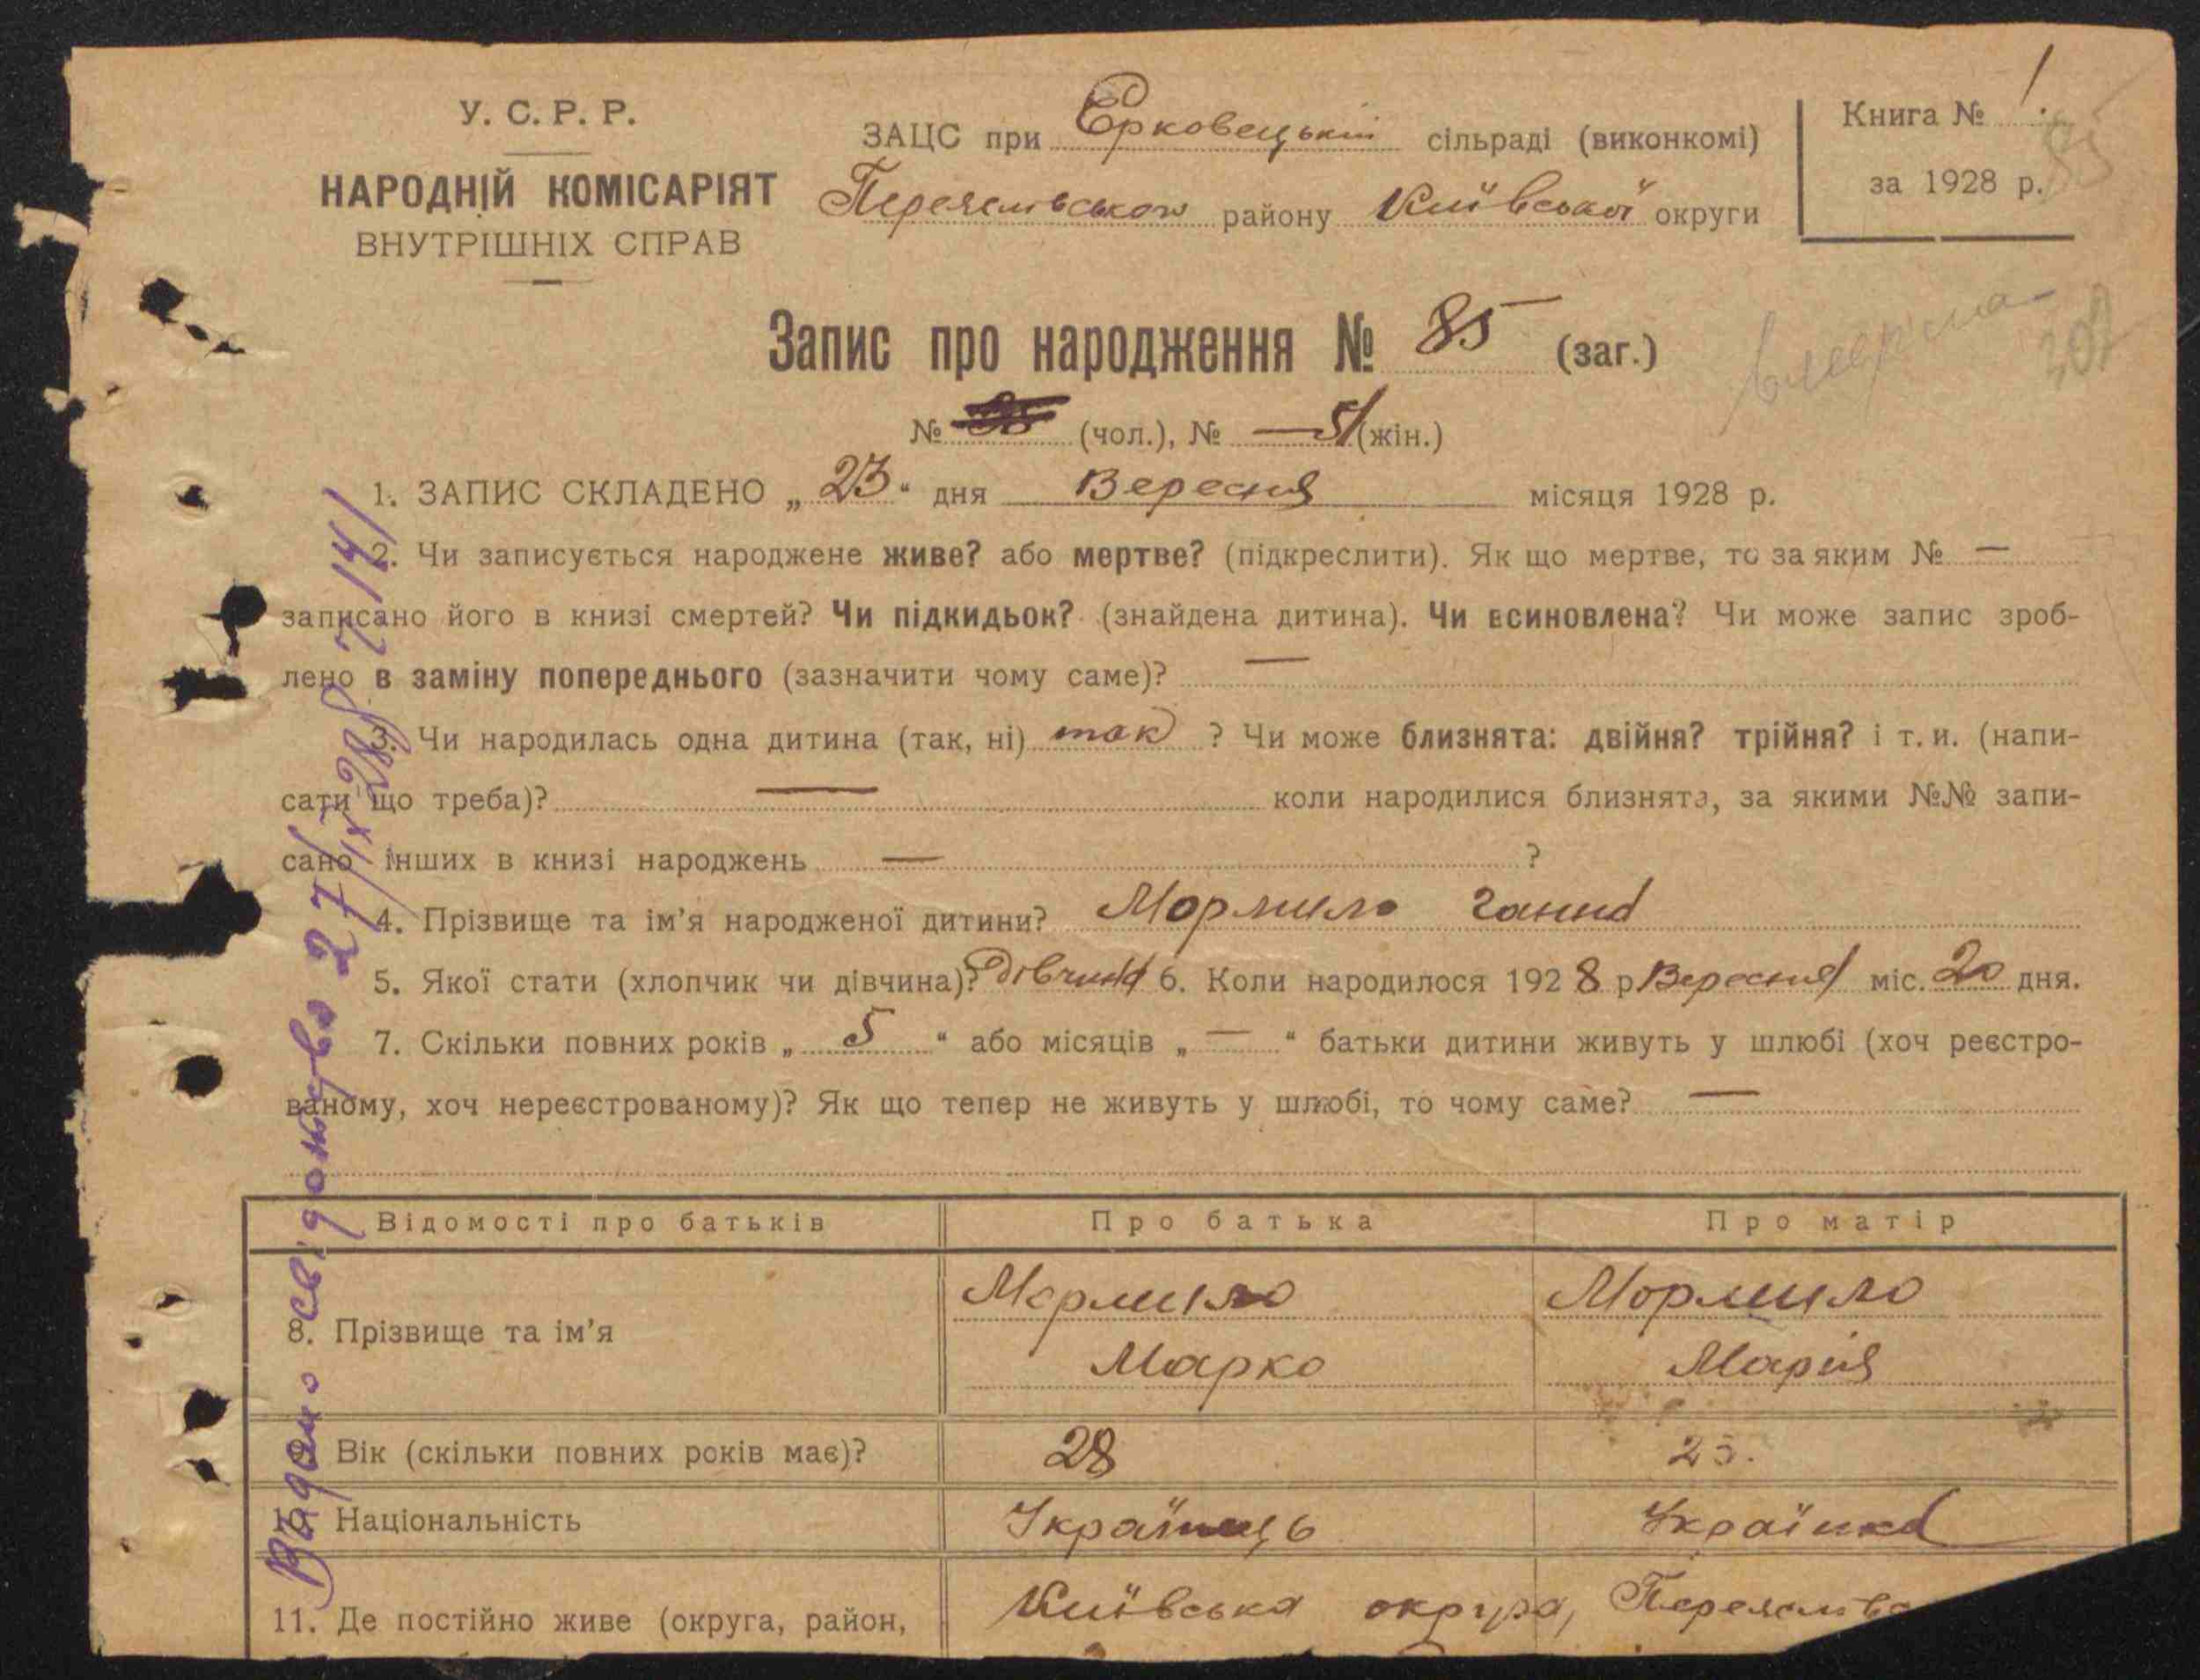 У. С. Р. Р.
НАРОДНІЙ КОМІСАРІЯТ
ВНУТРІШНІХ СПРАВ
ЗАЦС при Єрковецькій сільраді (виконкомі)
Переяславському району Київської округи
Книга № 1.
за 1928 р.
85
Запис про народження № 85 (заг.)
307
№ (чол.), № — 51 (жін.)
1. ЗАПИС СКЛАДЕНО „ 23 “ дня Вересня місяця 1928 р.
2. Чи записується народжене живе? або мертве? (підкреслити). Як що мертве, то за яким № —
записано його в книзі смертей? Чи підкидьок? (знайдена дитина). Чи всиновлена? Чи може запис зроб-
лено в заміну попереднього (зазначити чому саме)? —
3. Чи народилась одна дитина (так, ні) так ? Чи може близнята: двійня? трійня? і т. и. (напи-
сати що треба)? — коли народилися близнята, за якими №№ запи-
сано інших в книзі народжень — ?
4. Прізвище та ім’я народженої дитини? Мормило Ганна
5. Якої стати (хлопчик чи дівчина)? Дівчина 6. Коли народилося 1928 р Вересня міс. 20 дня.
7. Скільки повних років „ 5 “ або місяців „ — “ батьки дитини живуть у шлюбі (хоч реєстро-
ваному, хоч нереєстрованому)? Як що тепер не живуть у шлюбі, то чому саме? —
Відомості про батьків Про батька Про матір
8. Прізвище та ім’я Мормило Марко Мормило Марія
Вік (скільки повних років має)? 28 25.
Національність Українець Українка
11. Де постійно живе (округа, район, Київська округа,
Видано свідоцтво 27/IX 28р.